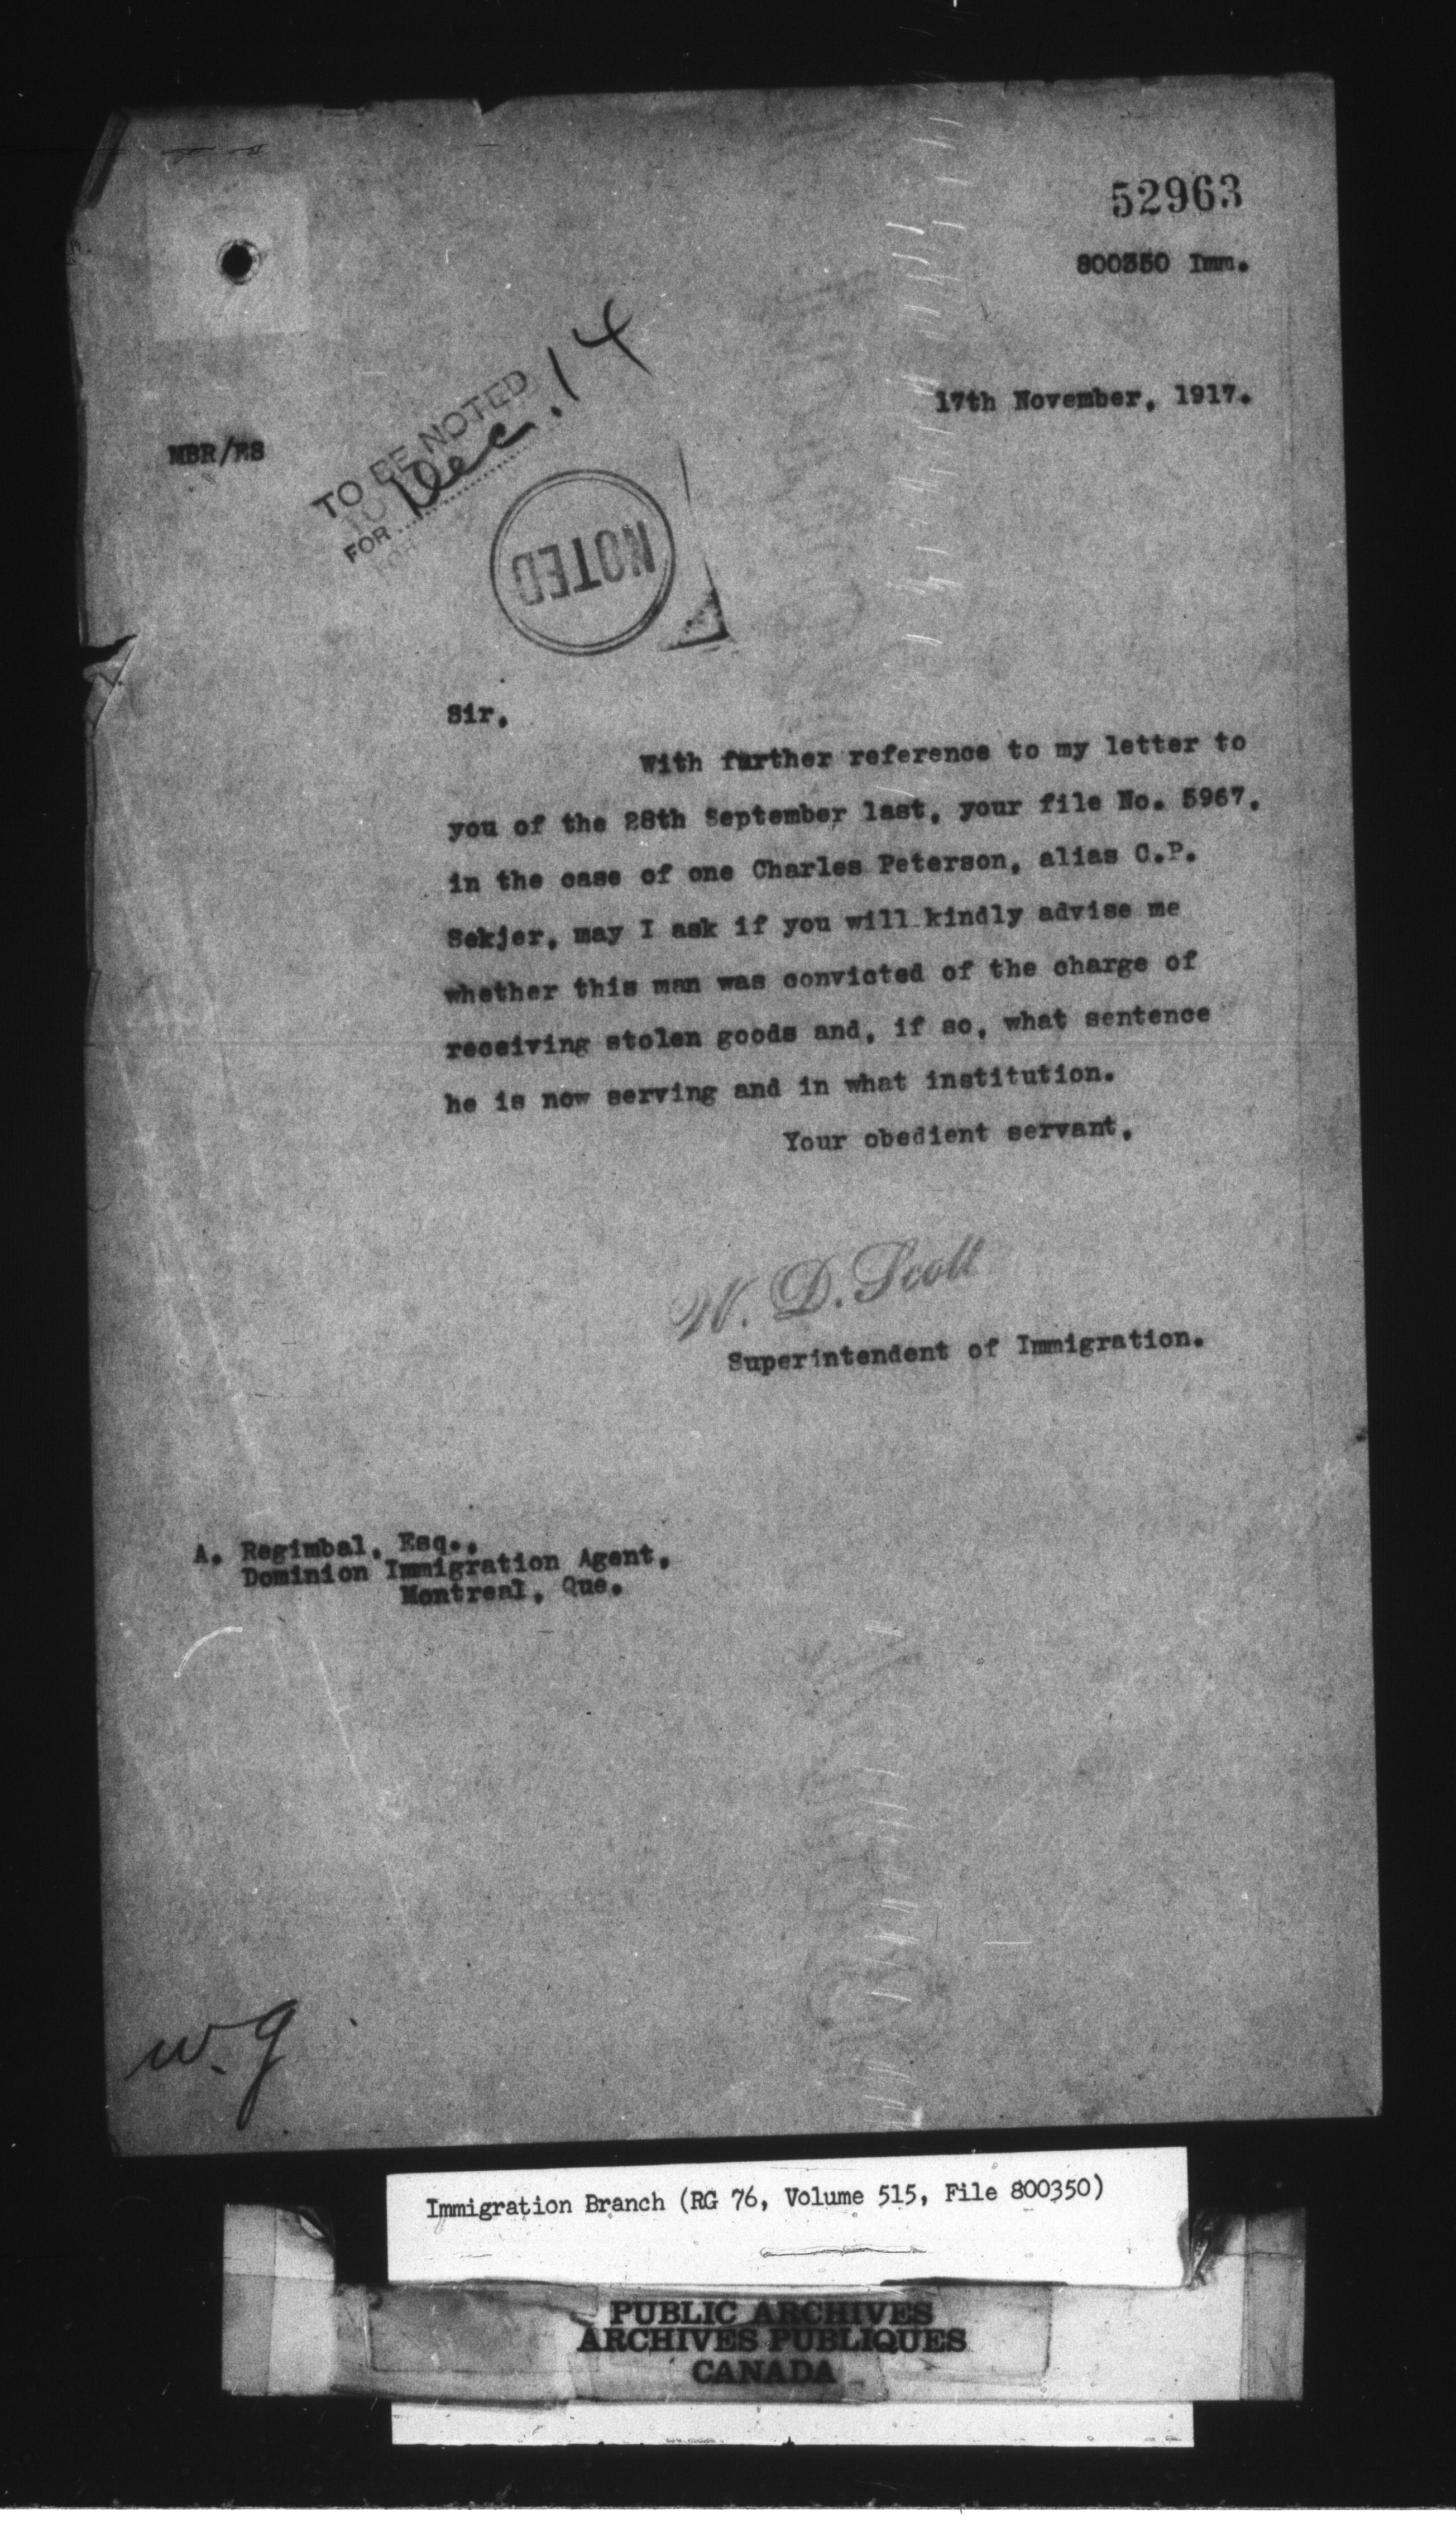 52963
800350 Imm.
17th November, 1917.
MBR/ES
TO BE NOTED
FOR Dec. 14
NOTED
Sir,
With further reference to my letter to
you of the 28th September last, your file No. 5967,
in the case of one Charles Peterson, alias C.P.
Sekjer, may I ask if you will kindly advise me
whether this man was convicted of the charge of
receiving stolen goods and, if so, what sentence
he is now serving and in what institution.
Your obedient servant,
W. D. Scott
Superintendent of Immigration.
A. Regimbal, Esq.,
Dominion Immigration Agent,
Montreal, Que.
w.g
Immigration Branch (RG 76, Volume 515, File 800350)
PUBLIC ARCHIVES
ARCHIVES PUBLIQUES
CANADA